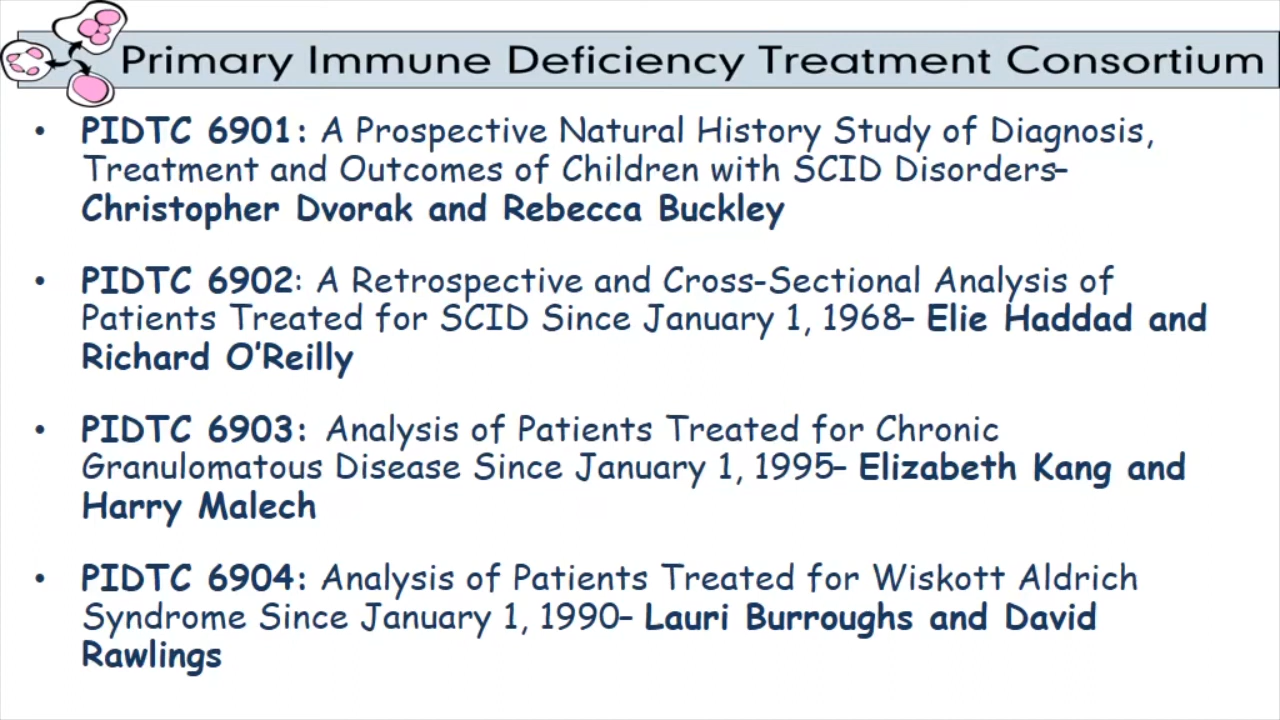 Primary Immune Deficiency Treatment Consortium
• PIDTC 6901: A Prospective Natural History Study of Diagnosis,
Treatment and Outcomes of Children with SCID Disorders–
Christopher Dvorak and Rebecca Buckley
• PIDTC 6902: A Retrospective and Cross-Sectional Analysis of
Patients Treated for SCID Since January 1, 1968– Elie Haddad and
Richard O’Reilly
• PIDTC 6903: Analysis of Patients Treated for Chronic
Granulomatous Disease Since January 1, 1995– Elizabeth Kang and
Harry Malech
• PIDTC 6904: Analysis of Patients Treated for Wiskott Aldrich
Syndrome Since January 1, 1990– Lauri Burroughs and David
Rawlings